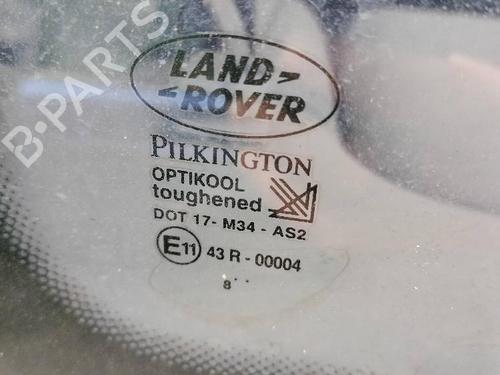 B-PARTS
LAND>
<ROVER
PILKINGTON
OPTIKOOL
toughened
DOT 17- M34 - AS2
E11 43 R - 00004
8··